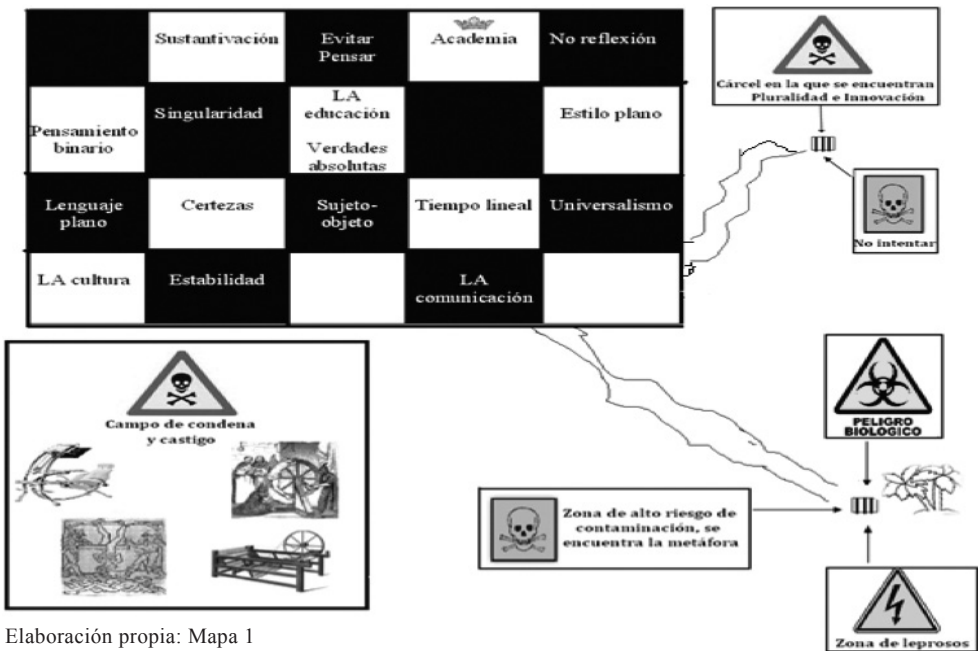 Sustantivación
Evitar
Pensar
Academia
No reflexión
Pensamiento
binario
Singularidad
LA
educación
Verdades
absolutas
Estilo plano
Lenguaje
plano
Certezas
Sujeto-
objeto
Tiempo lineal
Universalismo
LA cultura
Estabilidad
LA
comunicación
Cárcel en la que se encuentran
Pluralidad e Innovación
No intentar
Campo de condena
y castigo
PELIGRO
BIOLOGICO
Zona de alto riesgo de
contaminación, se
encuentra la metáfora
Zona de leprosos
Elaboración propia: Mapa 1